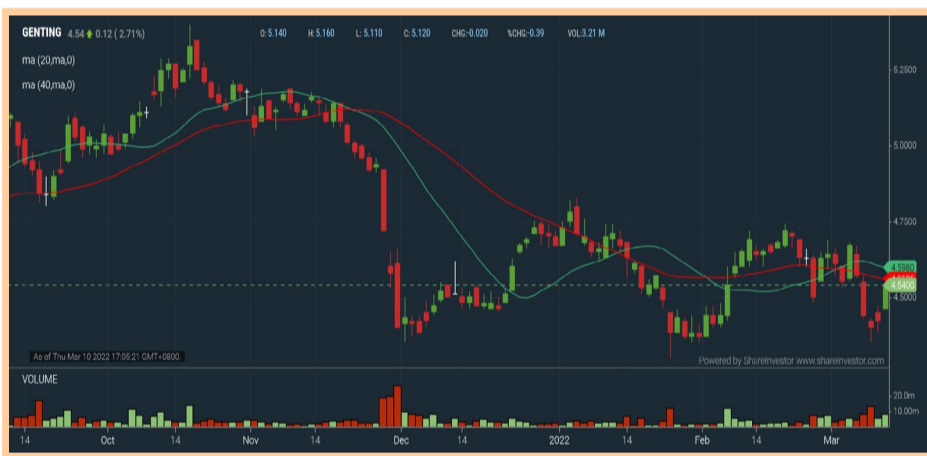 GENTING 4.54 0.12 ( 2.71%) O: 5.140 H: 5.160 L: 5.110 C: 5.120 CHG:-0.020 %CHG:-0.39 VOL:3.21 M
ma (20,ma,0)
ma (40,ma,0)
5.2500
5.0000
4.7500
4.5980
4.5400
4.5000
As of Thu Mar 10 2022 17:05:21 GMT+0800.
Powered by ShareInvestor www.shareinvestor.com
VOLUME
20.0m
10.00m
14 Oct 14 Nov 14 Dec 14 2022 14 Feb 14 Mar